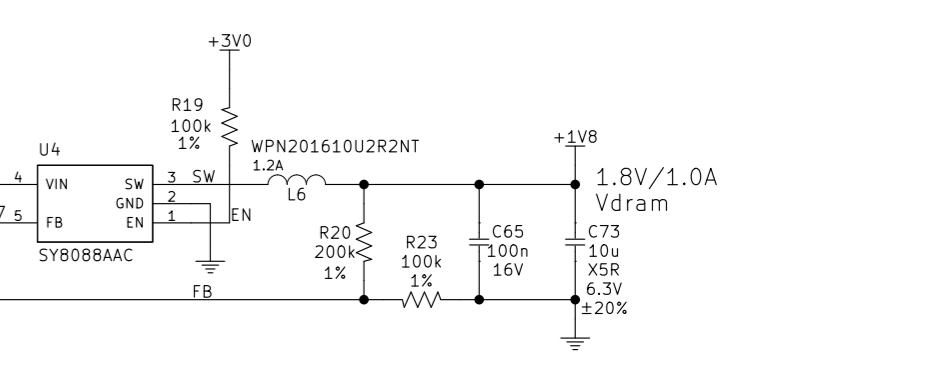 +3V0
R19
100k
1%
U4
WPN201610U2R2NT
1.2A
L6
+1V8
1.8V/1.0A
Vdram
4 VIN SW 3 SW
GND 2
7 5 FB EN 1 EN
SY8088AAC
R20
200k
1%
R23
100k
1%
C65
100n
16V
C73
10u
X5R
6.3V
±20%
FB